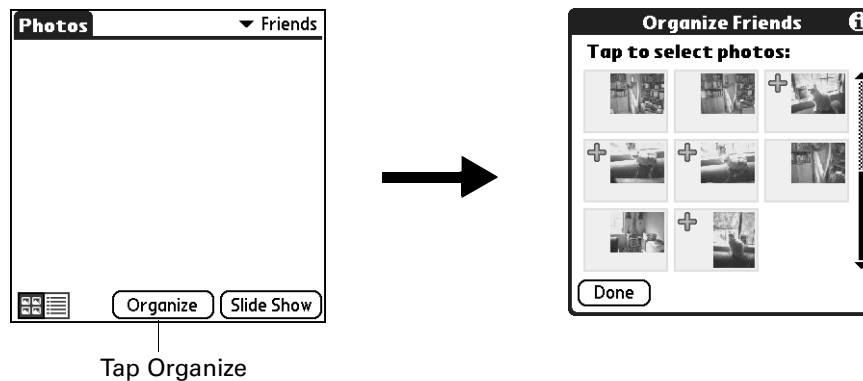 Photos
Friends
Organize
Slide Show
Tap Organize
Organize Friends
Tap to select photos:
Done